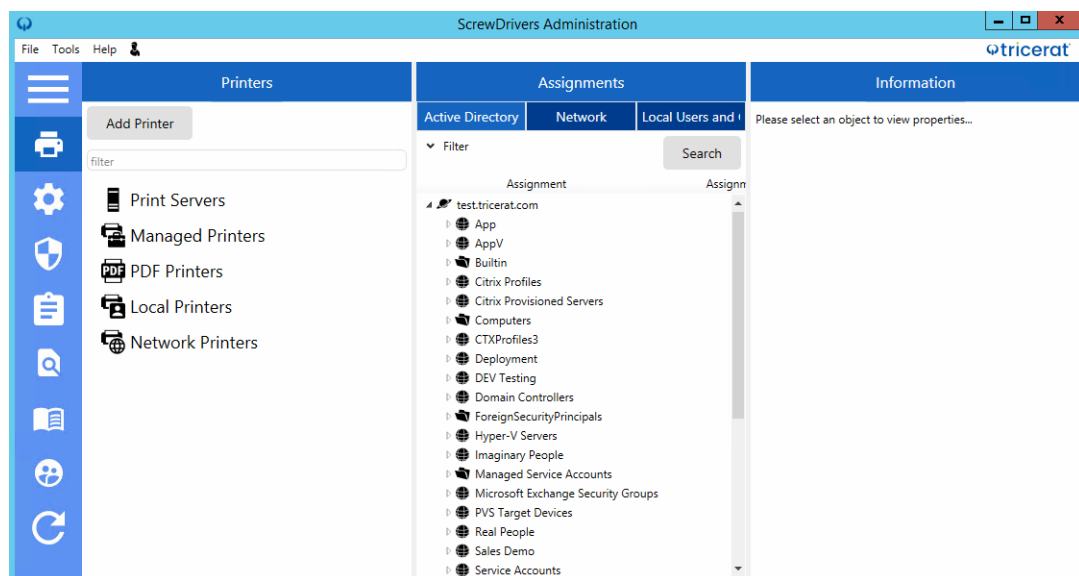 ScrewDrivers Administration
File Tools Help
tricerat
Printers
Assignments
Information
Add Printer
filter
Print Servers
Managed Printers
PDF
PDF Printers
Local Printers
Network Printers
Active Directory
Network
Local Users and
Filter
Search
Assignment
Assignm
test.tricerat.com
App
AppV
Builtin
Citrix Profiles
Citrix Provisioned Servers
Computers
CTXProfiles3
Deployment
DEV Testing
Domain Controllers
ForeignSecurityPrincipals
Hyper-V Servers
Imaginary People
Managed Service Accounts
Microsoft Exchange Security Groups
PVS Target Devices
Real People
Sales Demo
Service Accounts
Please select an object to view properties...